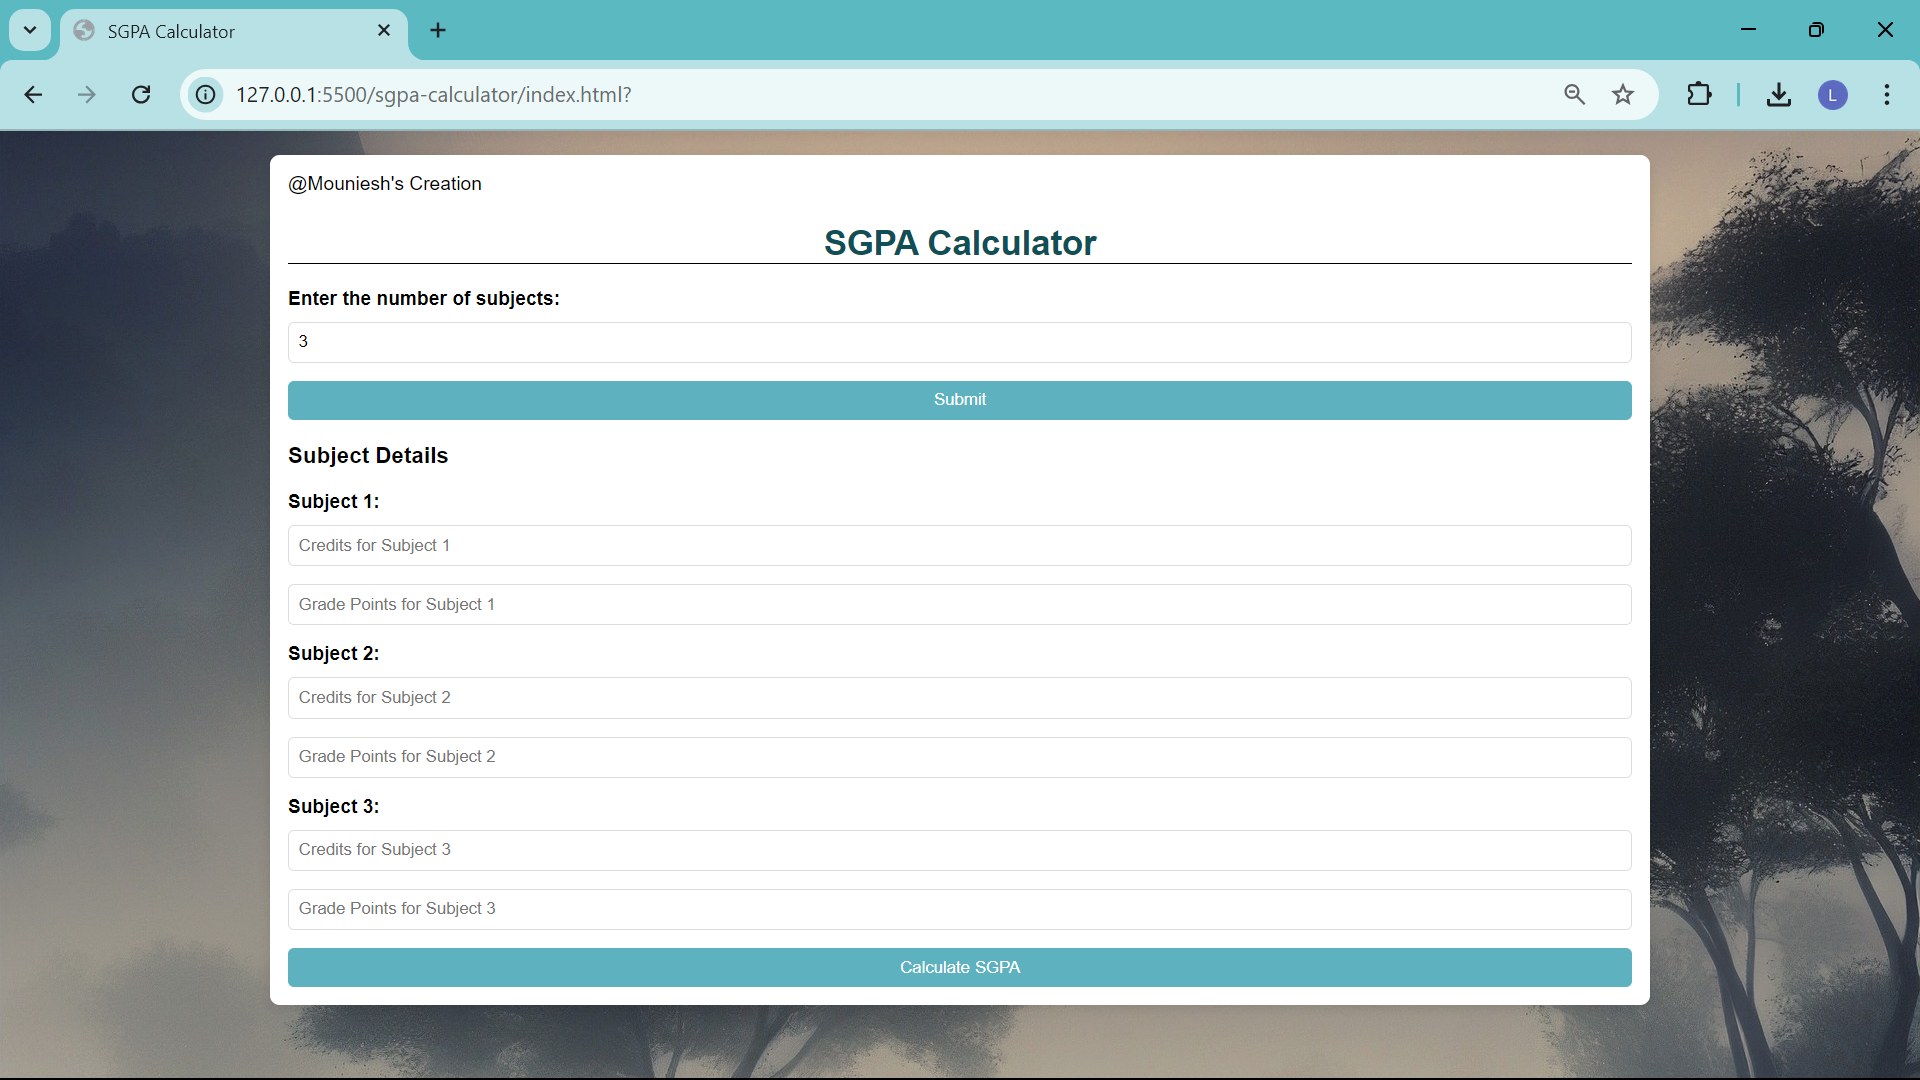 SGPA Calculator
127.0.0.1:5500/sgpa-calculator/index.html?
L
@Mouniesh's Creation
SGPA Calculator
Enter the number of subjects:
3
Submit
Subject Details
Subject 1:
Credits for Subject 1
Grade Points for Subject 1
Subject 2:
Credits for Subject 2
Grade Points for Subject 2
Subject 3:
Credits for Subject 3
Grade Points for Subject 3
Calculate SGPA